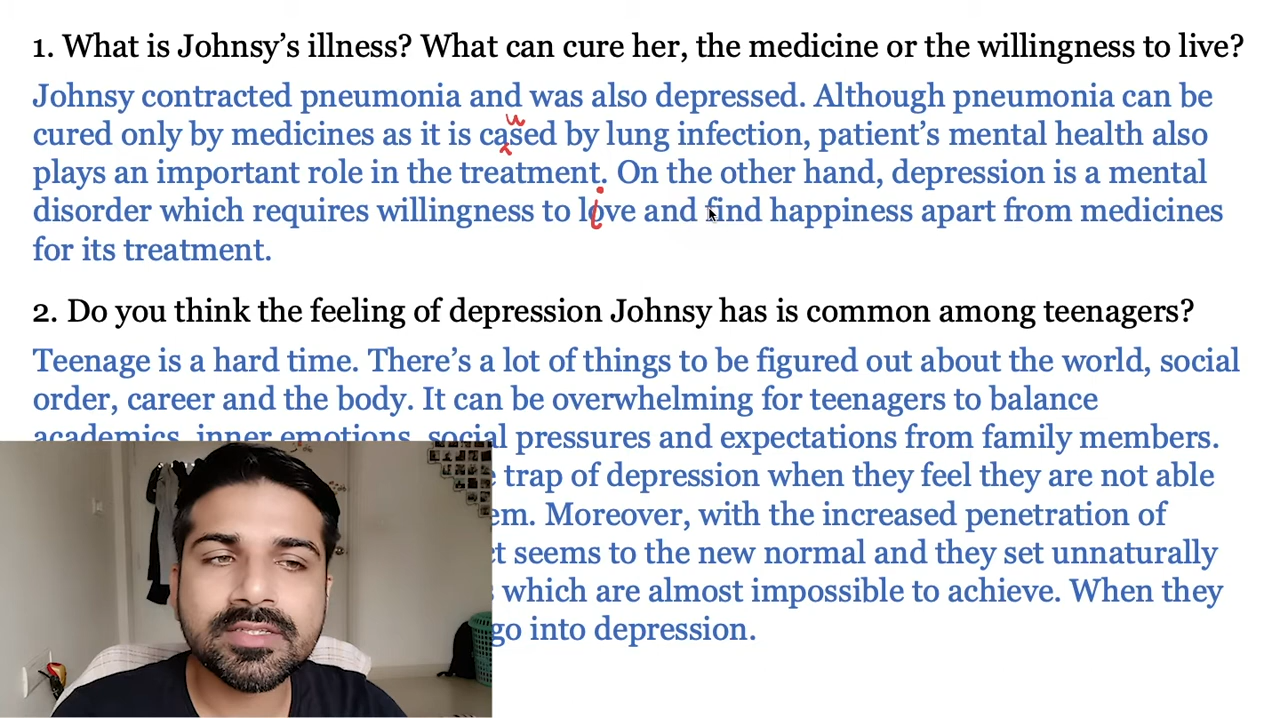 1. What is Johnsy's illness? What can cure her, the medicine or the willingness to live?
Johnsy contracted pneumonia and was also depressed. Although pneumonia can be
u
cured only by medicines as it is cased by lung infection, patient's mental health also
plays an important role in the treatment. On the other hand, depression is a mental
disorder which requires willingness to love and find happiness apart from medicines
i
for its treatment.
2. Do you think the feeling of depression Johnsy has is common among teenagers?
Teenage is a hard time. There's a lot of things to be figured out about the world, social
order, career and the body. It can be overwhelming for teenagers to balance
academics, inner emotions, social pressures and expectations from family members.
trap of depression when they feel they are not able
Moreover, with the increased penetration of
seems to the new normal and they set unnaturally
which are almost impossible to achieve. When they
go into depression.